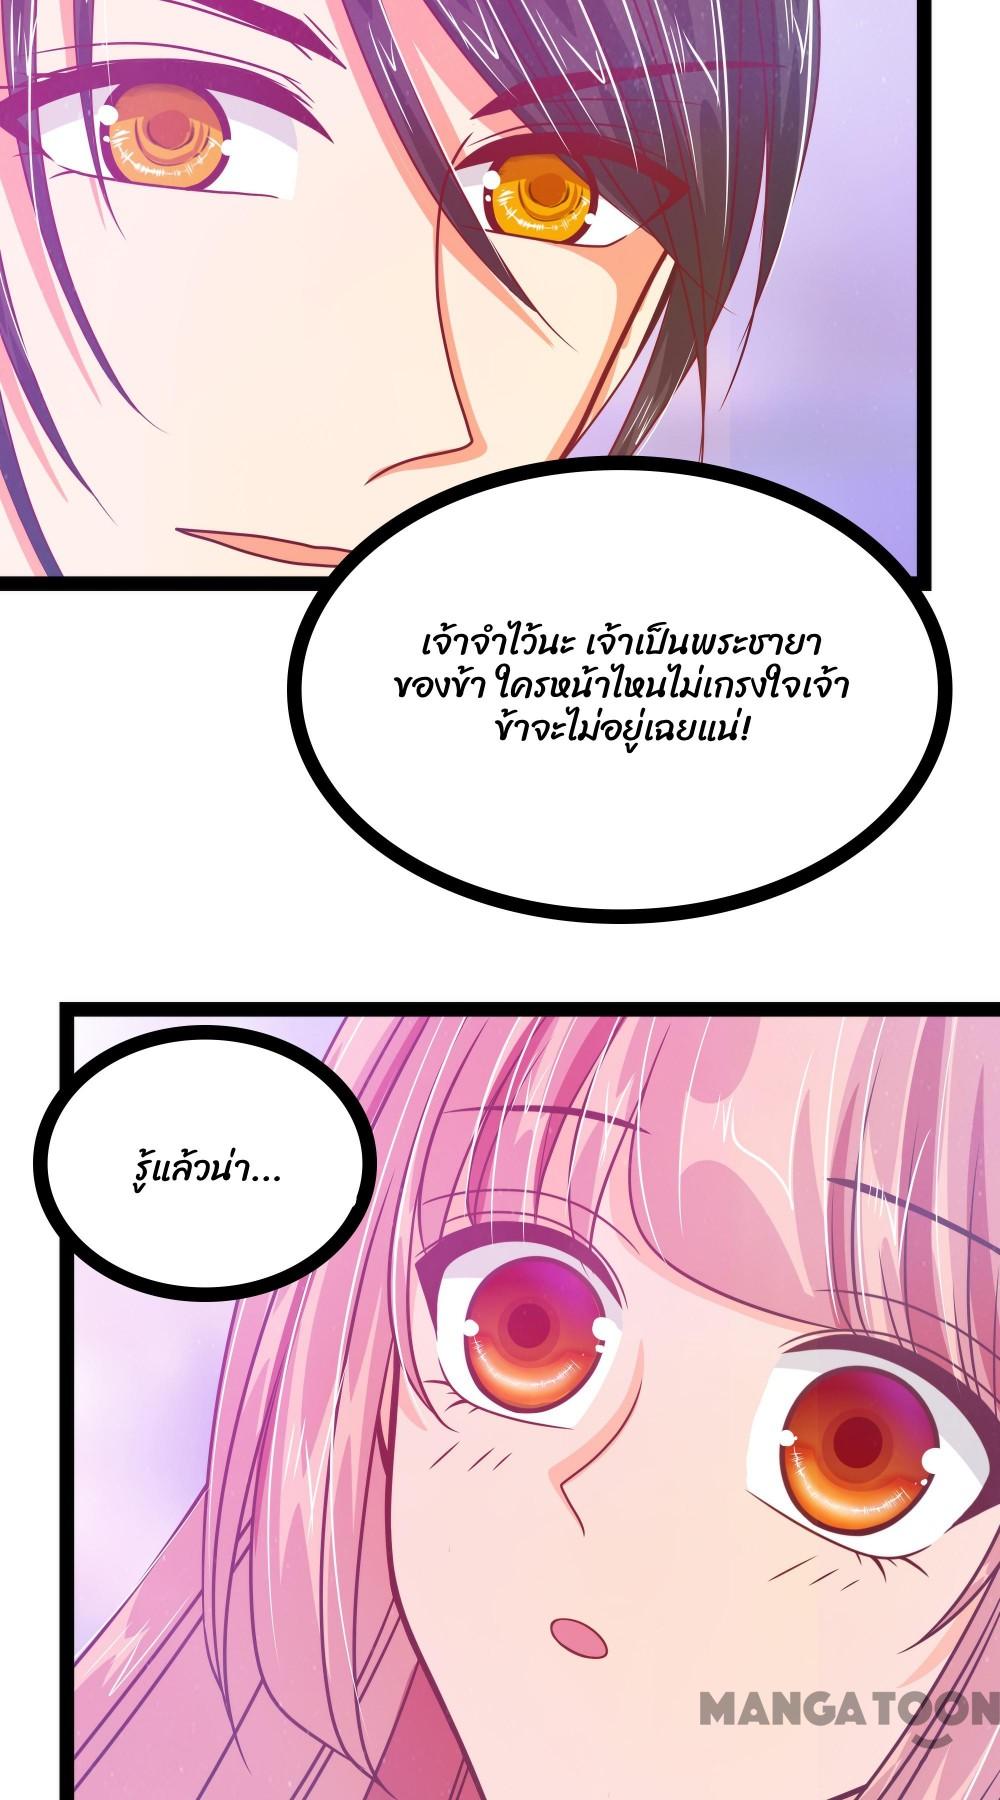 เจ้าจำไว้นะ เจ้าเป็นพระชายา
ของข้า ใครหน้าไหนไม่เกรงใจเจ้า
ข้าจะไม่อยู่เฉยแน่!
รู้แล้วน่า...
MANGATOON